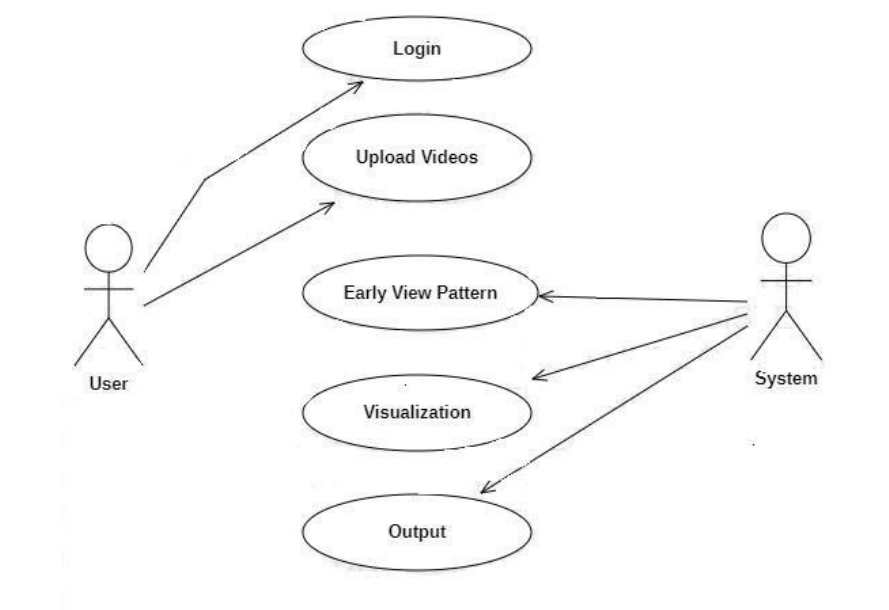 Login
Upload Videos
Early View Pattern
User
System
Visualization
Output